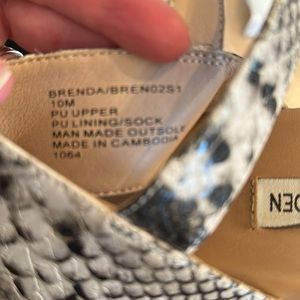 BRENDA/BREN02S1
10M
PU UPPER
PU LINING/SOCK
MAN MADE OUTSOLE
MADE IN CAMBODIA
1064